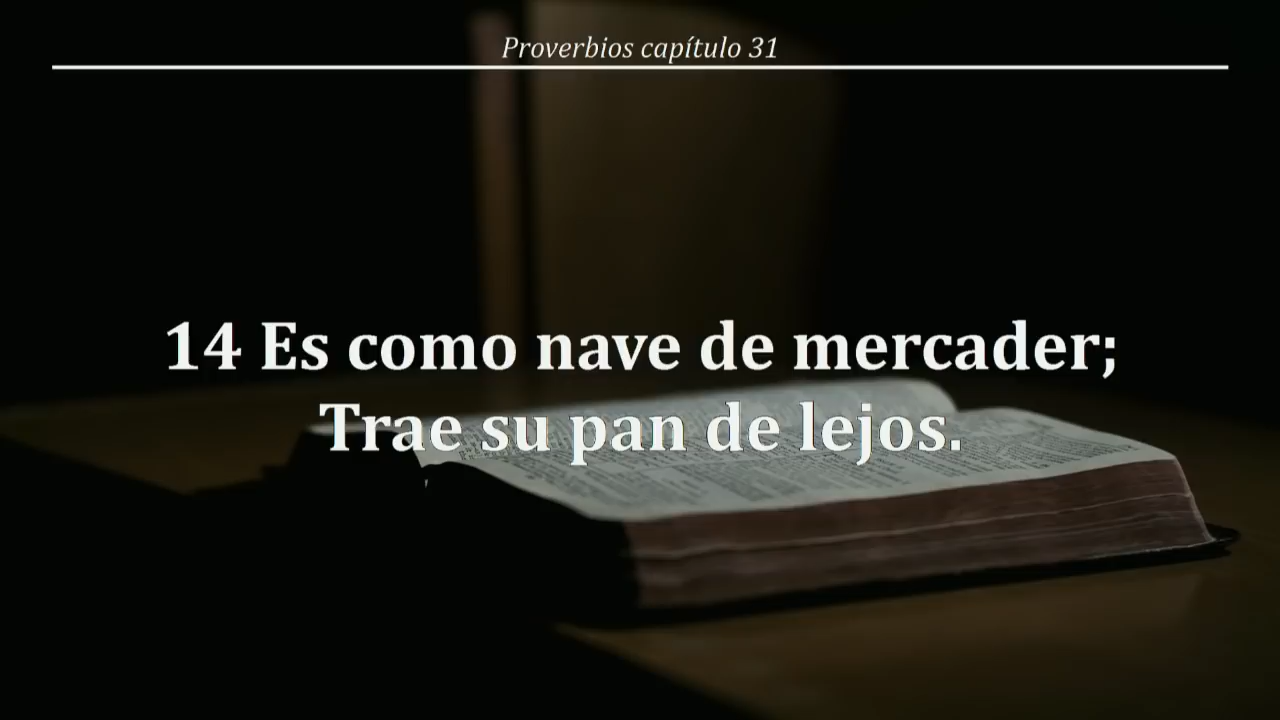 Proverbios capítulo 31
14 Es como nave de mercader;
Trae su pan de lejos.